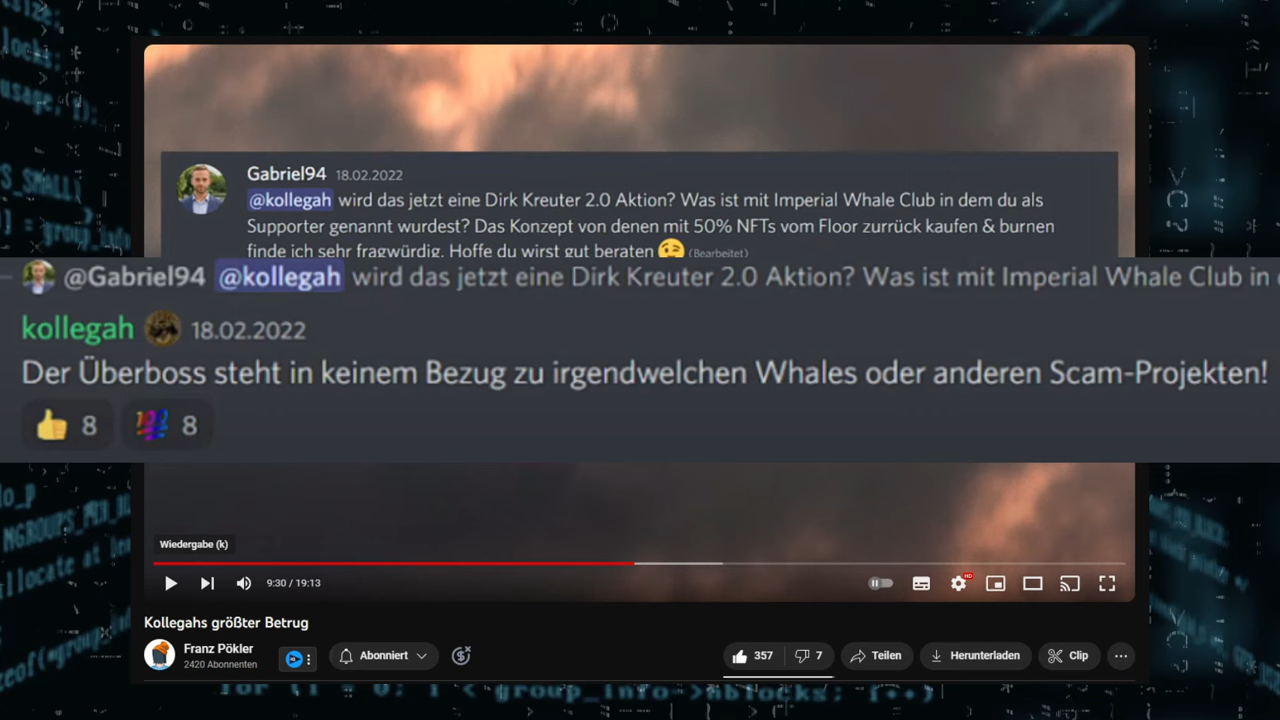 Gabriel94 18.02.2022
@kollegah wird das jetzt eine Dirk Kreuter 2.0 Aktion? Was ist mit Imperial Whale Club in dem du als
Supporter genannt wurdest? Das Konzept von denen mit 50% NFTs vom Floor zurrück kaufen & burnen
finde ich sehr fragwürdig. Hoffe du wirst gut beraten 😉 (Bearbeitet)
@Gabriel94 @kollegah wird das jetzt eine Dirk Kreuter 2.0 Aktion? Was ist mit Imperial Whale Club in
kollegah 18.02.2022
Der Überboss steht in keinem Bezug zu irgendwelchen Whales oder anderen Scam-Projekten!
👍 8 💯 8
Wiedergabe (k)
9:30 / 19:13
HD
Kollegahs größter Betrug
Franz Pökler
2420 Abonnenten
Abonniert
357
7
Teilen
Herunterladen
Clip
for (i = 0; i < group_info->nblocks; i++)